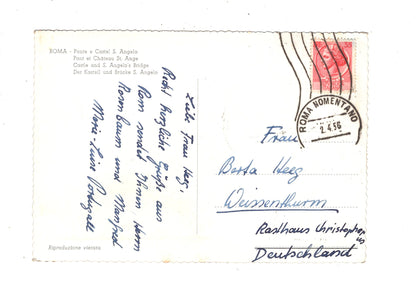 ROMA - Ponte e Castel S. Angelo
Pont et Château St. Ange
Castle and S. Angelo's Bridge
Der Kastell und Brücke S. Angelo
Liebe Frau Heeg,
Recht herzliche Grüße aus
Rom sendet Ihnen Herrn
Rosenbaum und Manfred
Maria-Luise
ROMA NOMENTANO
2.4.56
Frau
Berta Heeg
Weissenthurm
Rasthaus Christophorus
Deutschland
Riproduzione vietata